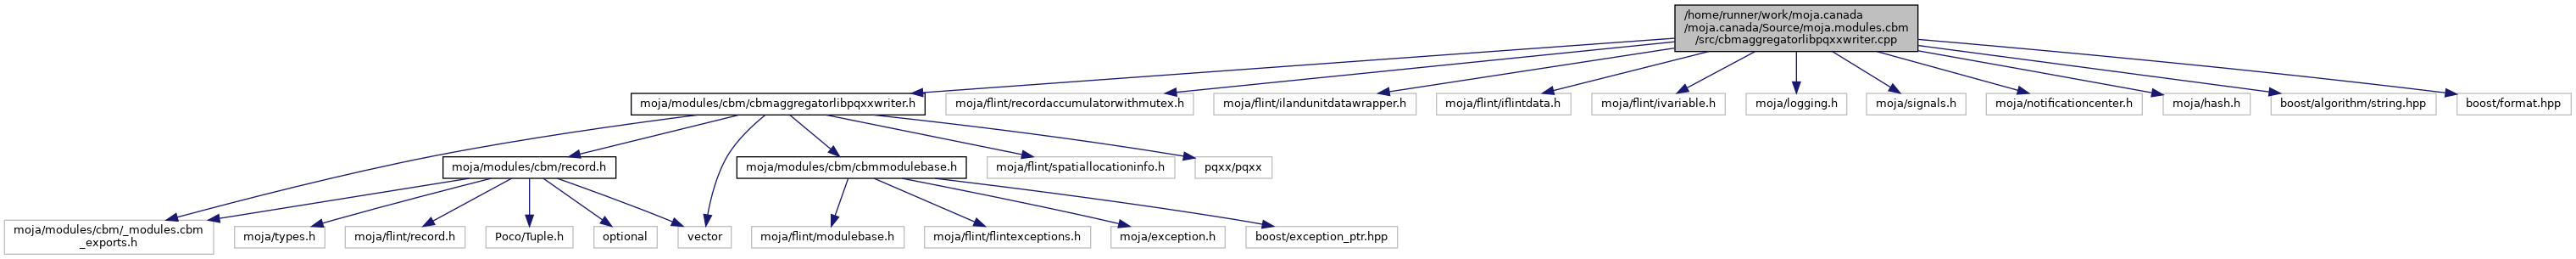 /home/runner/work/moja.canada
/moja.canada/Source/moja.modules.cbm
/src/cbmaggregatorlibpqxxwriter.cpp
moja/modules/cbm/cbmaggregatorlibpqxxwriter.h
moja/flint/recordaccumulatorwithmutex.h
moja/flint/ilandunitdatawrapper.h
moja/flint/iflintdata.h
moja/flint/ivariable.h
moja/logging.h
moja/signals.h
moja/notificationcenter.h
moja/hash.h
boost/algorithm/string.hpp
boost/format.hpp
moja/modules/cbm/record.h
moja/modules/cbm/cbmmodulebase.h
moja/flint/spatiallocationinfo.h
pqxx/pqxx
moja/modules/cbm/_modules.cbm
_exports.h
moja/types.h
moja/flint/record.h
Poco/Tuple.h
optional
vector
moja/flint/modulebase.h
moja/flint/flintexceptions.h
moja/exception.h
boost/exception_ptr.hpp